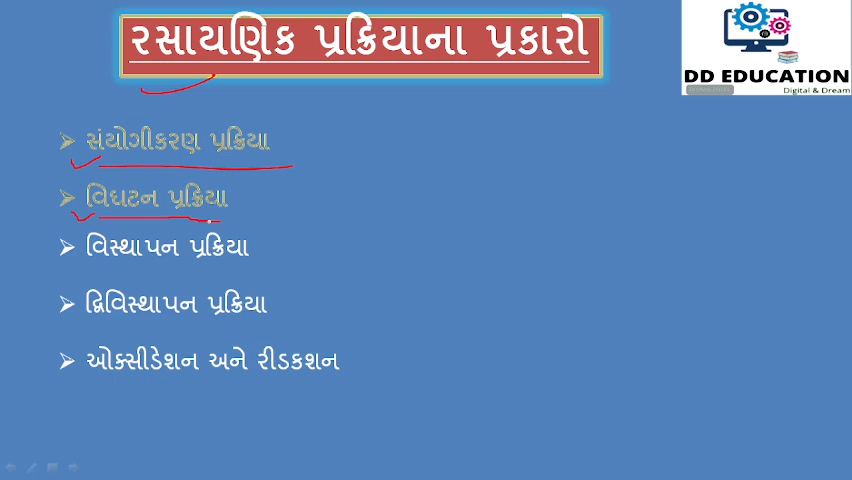 રસાયણિક પ્રક્રિયાના પ્રકારો
DD EDUCATION
Digital & Dream
➢ સંયોગીકરણ પ્રક્રિયા
➢ વિઘટન પ્રક્રિયા
➢ વિસ્થાપન પ્રક્રિયા
➢ દ્વિવિસ્થાપન પ્રક્રિયા
➢ ઓક્સીડેશન અને રીડકશન